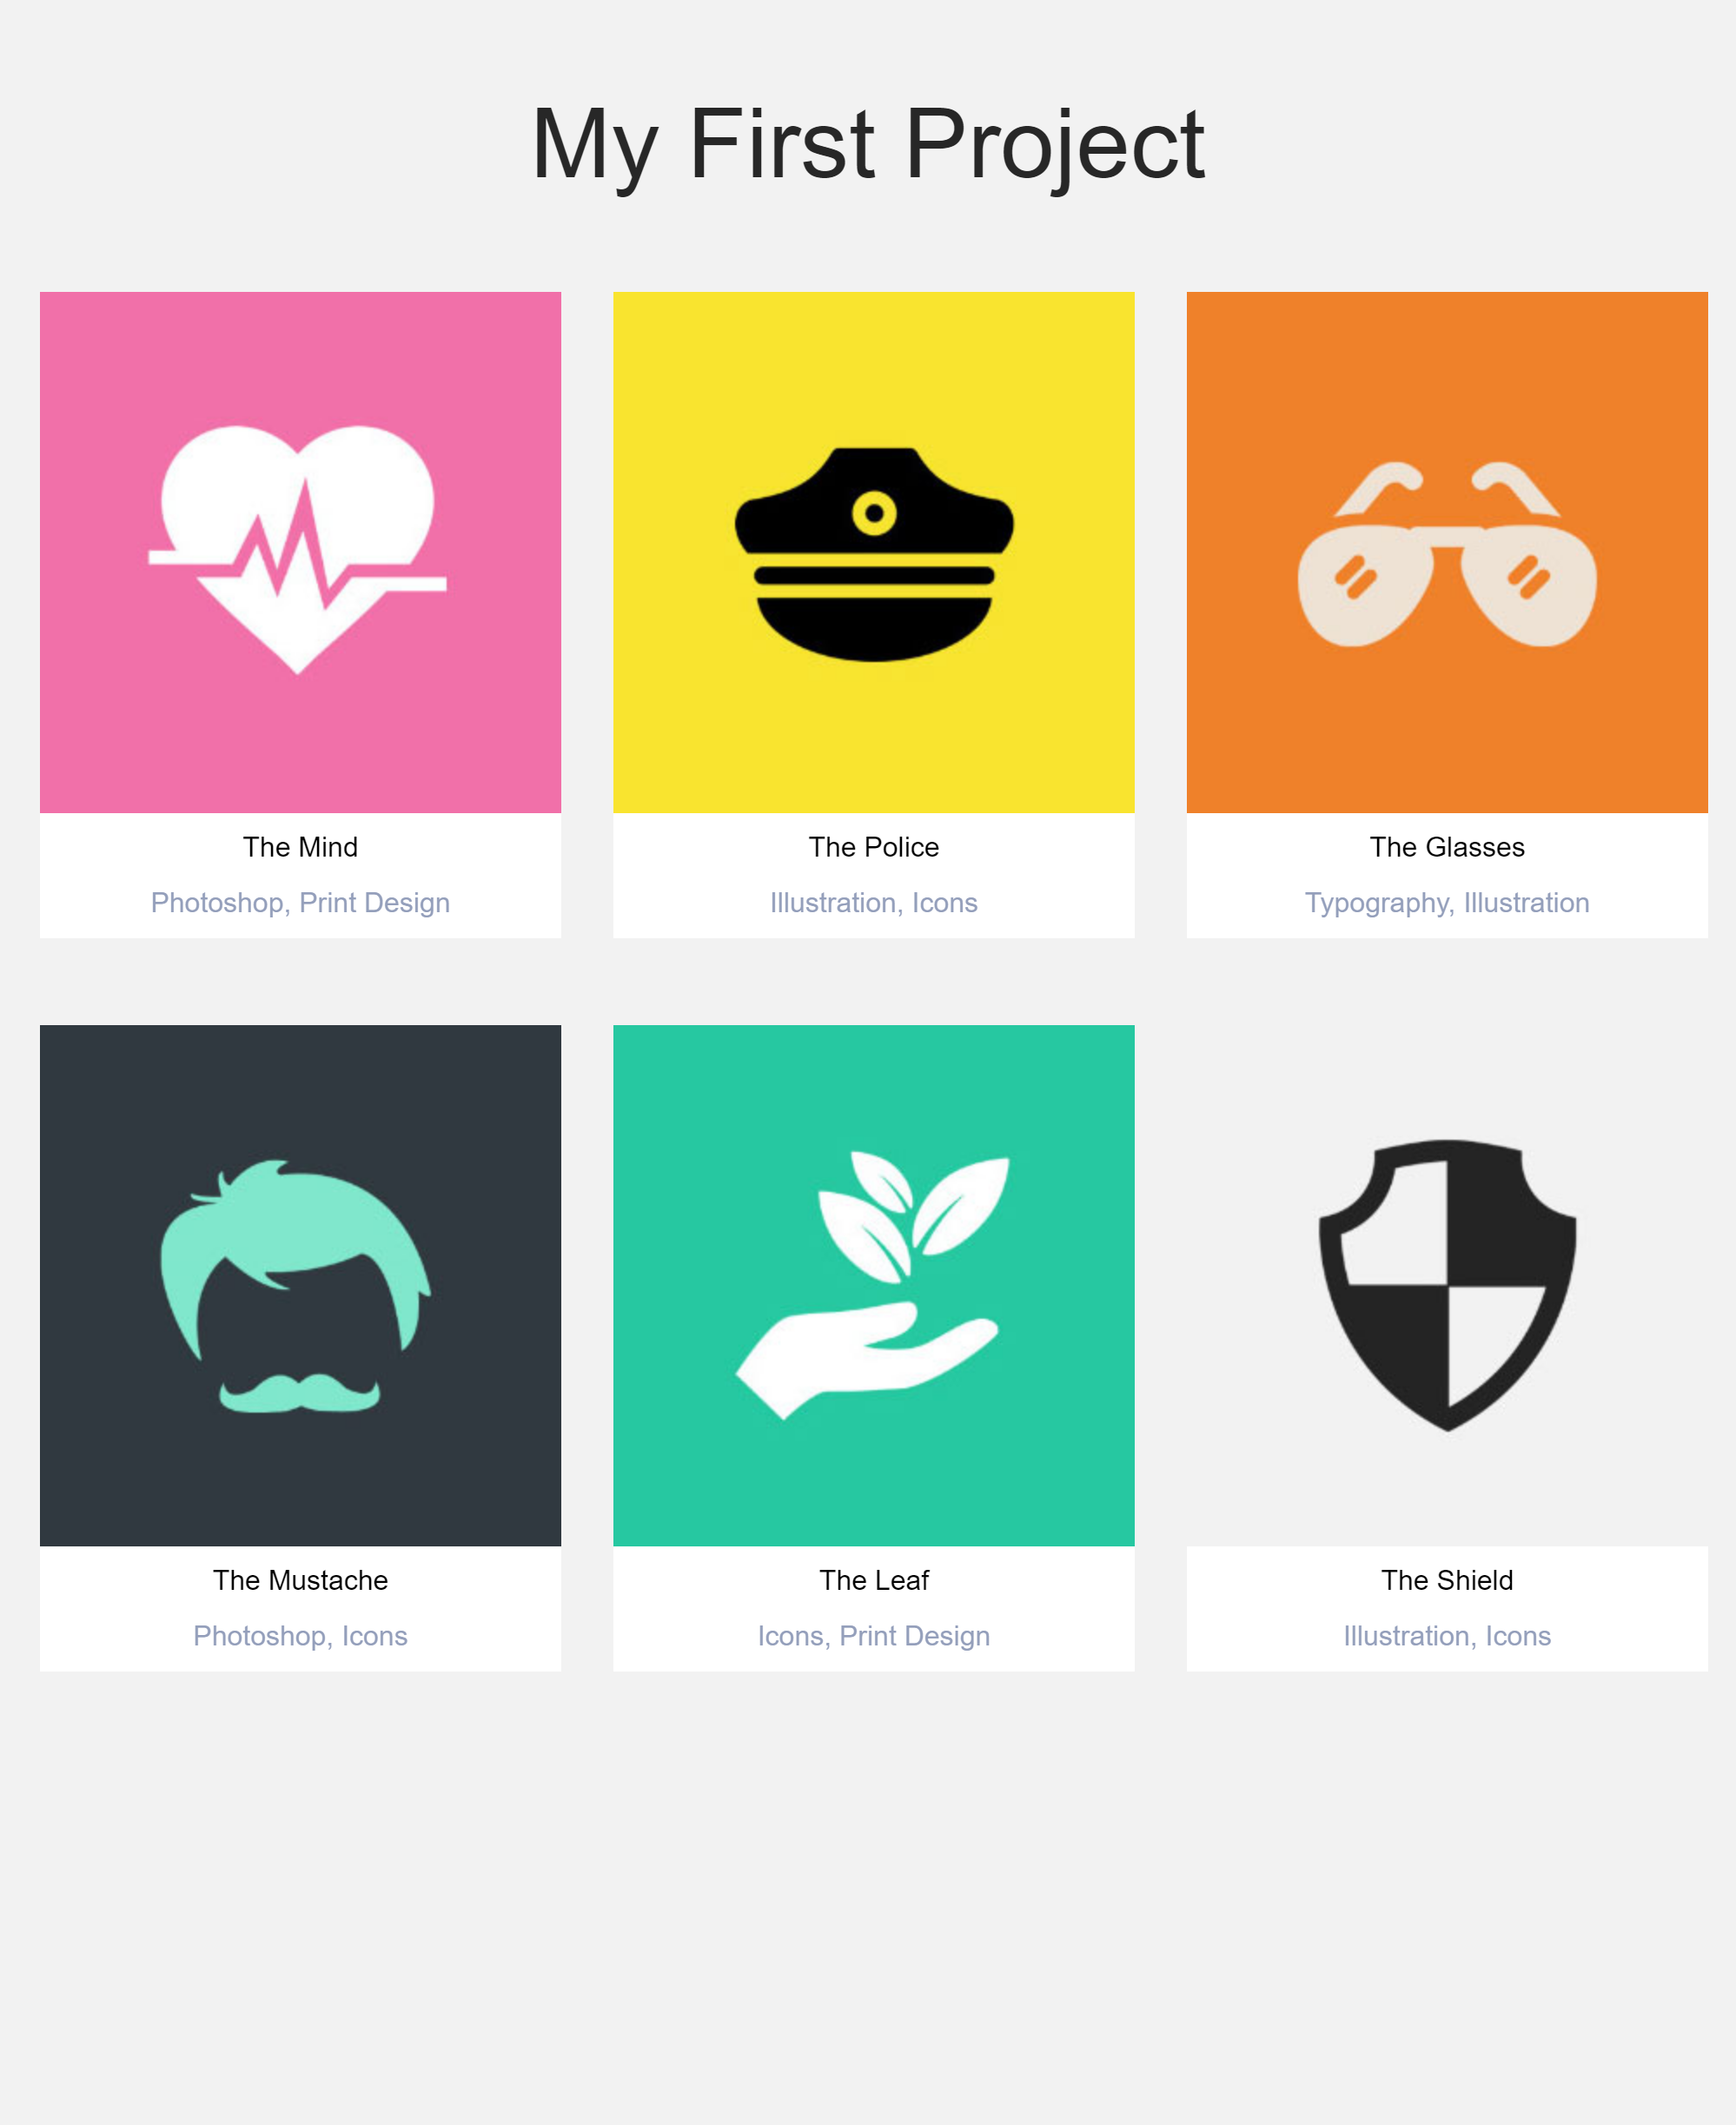 My First Project
The Mind
Photoshop, Print Design
The Police
Illustration, Icons
The Glasses
Typography, Illustration
The Mustache
Photoshop, Icons
The Leaf
Icons, Print Design
The Shield
Illustration, Icons